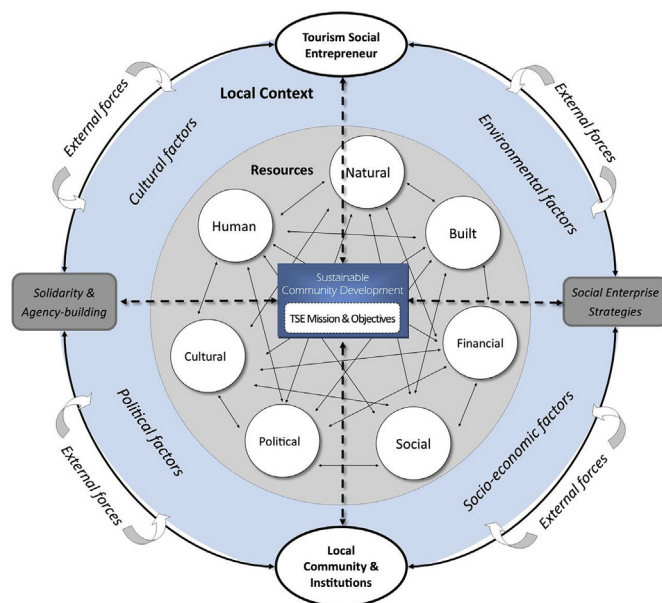 Tourism Social
Entrepreneur
External forces
External forces
Local Context
Cultural factors
Environmental factors
Resources
Natural
Human
Built
Sustainable
Community Development
TSE Mission & Objectives
Solidarity &
Agency-building
Social Enterprise
Strategies
Cultural
Financial
Political
Social
Political factors
Socio-economic factors
External forces
External forces
Local
Community &
Institutions